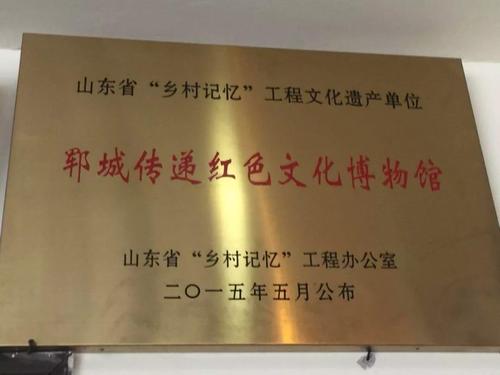 山东省“乡村记忆”工程文化遗产单位
郓城传递红色文化博物馆
山东省“乡村记忆”工程办公室
二〇一五年五月公布